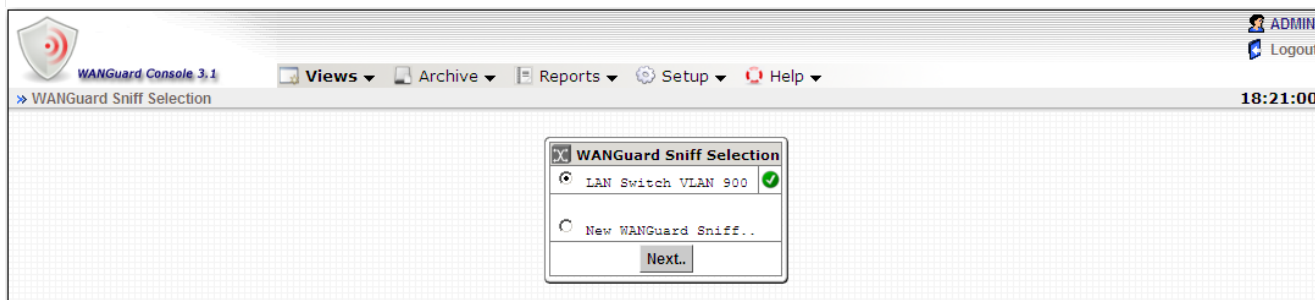 ADMIN
Logout
WANGuard Console 3.1
Views Archive Reports Setup Help
» WANGuard Sniff Selection 18:21:00
WANGuard Sniff Selection
LAN Switch VLAN 900
New WANGuard Sniff..
Next..